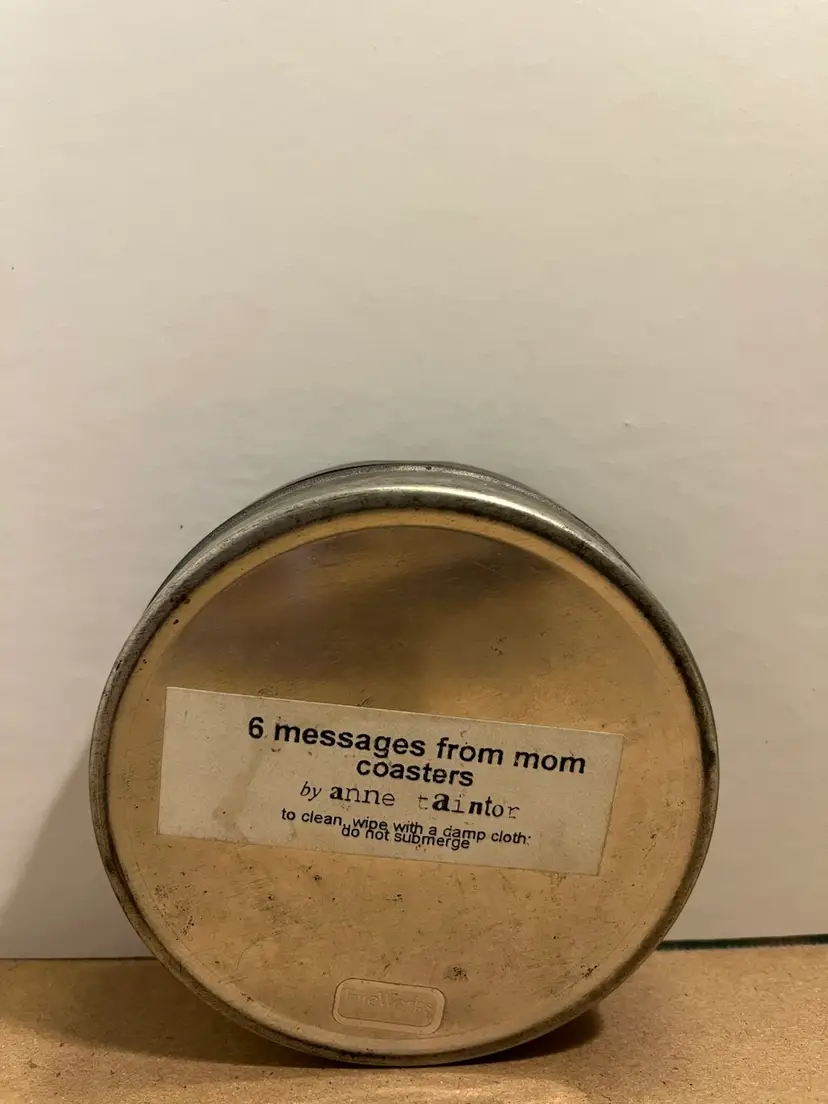 6 messages from mom
coasters
by anne taintor
to clean, wipe with a damp cloth:
do not submerge